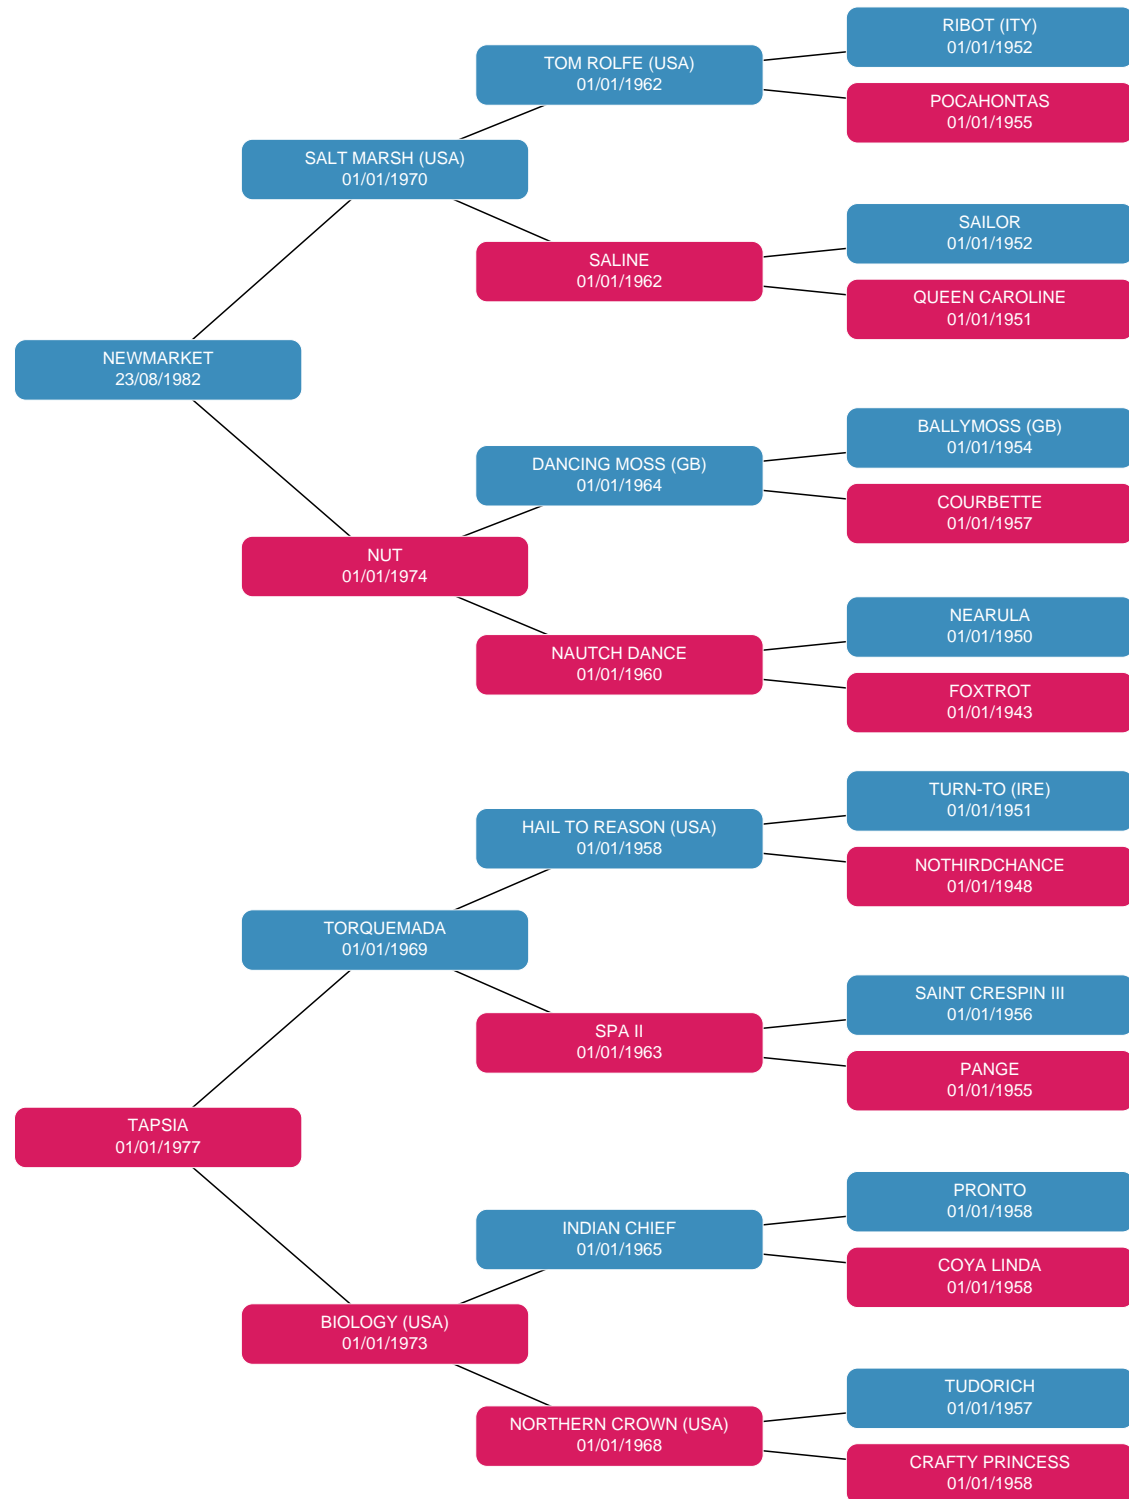 RIBOT (ITY)
01/01/1952
TOM ROLFE (USA)
01/01/1962
POCAHONTAS
01/01/1955
SALT MARSH (USA)
01/01/1970
SAILOR
01/01/1952
SALINE
01/01/1962
QUEEN CAROLINE
01/01/1951
NEWMARKET
23/08/1982
BALLYMOSS (GB)
01/01/1954
DANCING MOSS (GB)
01/01/1964
COURBETTE
01/01/1957
NUT
01/01/1974
NEARULA
01/01/1950
NAUTCH DANCE
01/01/1960
FOXTROT
01/01/1943
TURN-TO (IRE)
01/01/1951
HAIL TO REASON (USA)
01/01/1958
NOTHIRDCHANCE
01/01/1948
TORQUEMADA
01/01/1969
SAINT CRESPIN III
01/01/1956
SPA II
01/01/1963
PANGE
01/01/1955
TAPSIA
01/01/1977
PRONTO
01/01/1958
INDIAN CHIEF
01/01/1965
COYA LINDA
01/01/1958
BIOLOGY (USA)
01/01/1973
TUDORICH
01/01/1957
NORTHERN CROWN (USA)
01/01/1968
CRAFTY PRINCESS
01/01/1958